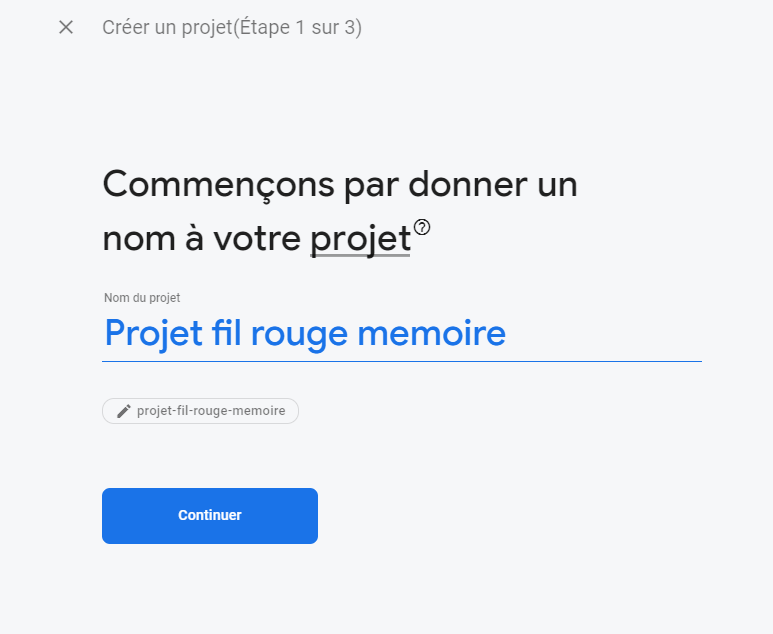 Créer un projet(Étape 1 sur 3)
Commençons par donner un
nom à votre projet?
Nom du projet
Projet fil rouge memoire
projet-fil-rouge-memoire
Continuer